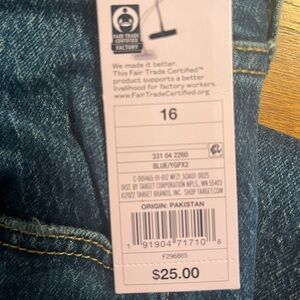 FAIR TRADE
CERTIFIED
FACTORY
We made it better.
This Fair Trade Certified™
product supports a better
livelihood for factory workers.
www.FairTradeCertified.org
16
331 04 2260
BLUE/YGPX2
DIST. BY TARGET CORPORATION MPLS, MN 55403
©2022 TARGET BRANDS, INC. SHOP TARGET.COM
ORIGIN: PAKISTAN
1 91904 71710 8
F296865
$25.00